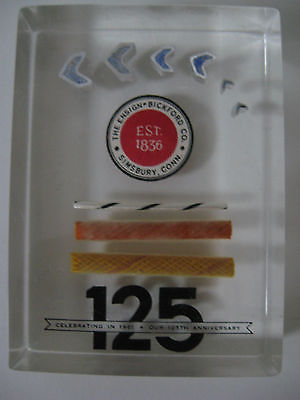 THE ENSIGN-BICKFORD CO.
EST.
1836
SIMSBURY, CONN.
125
CELEBRATING IN 1961 • OUR 125TH ANNIVERSARY